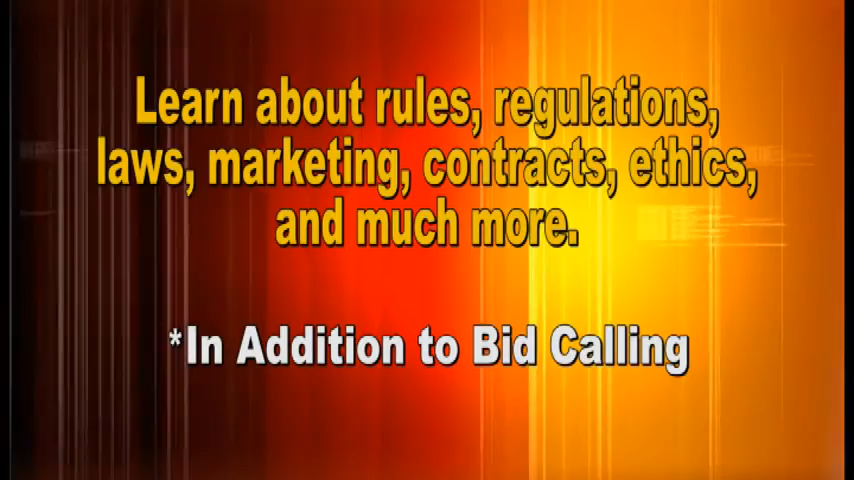 Learn about rules, regulations,
laws, marketing, contracts, ethics,
and much more.
*In Addition to Bid Calling